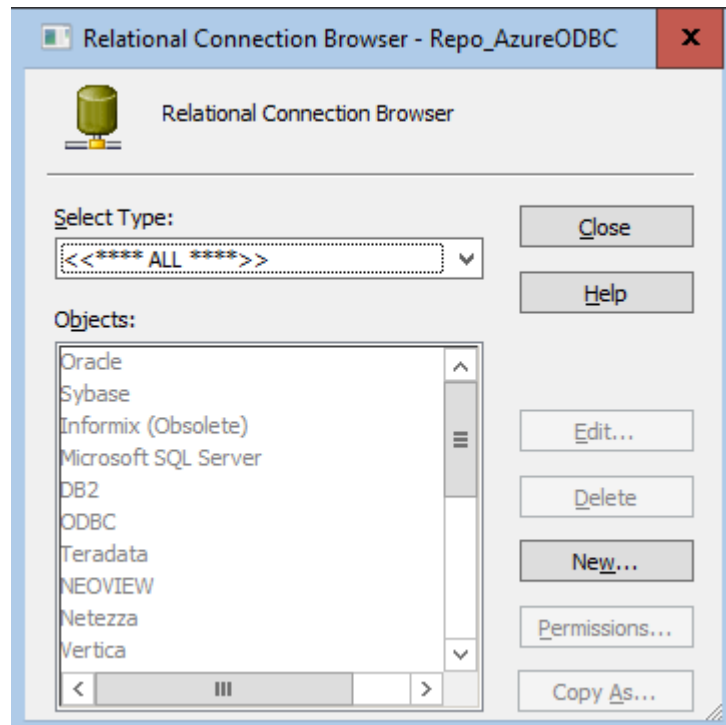 Relational Connection Browser - Repo_AzureODBC
x
Relational Connection Browser
Select Type:
<<**** ALL ****>>
Close
Help
Objects:
Oracle
Sybase
Informix (Obsolete)
Microsoft SQL Server
DB2
ODBC
Teradata
NEOVIEW
Netezza
Vertica
Edit...
Delete
New...
Permissions...
Copy As...